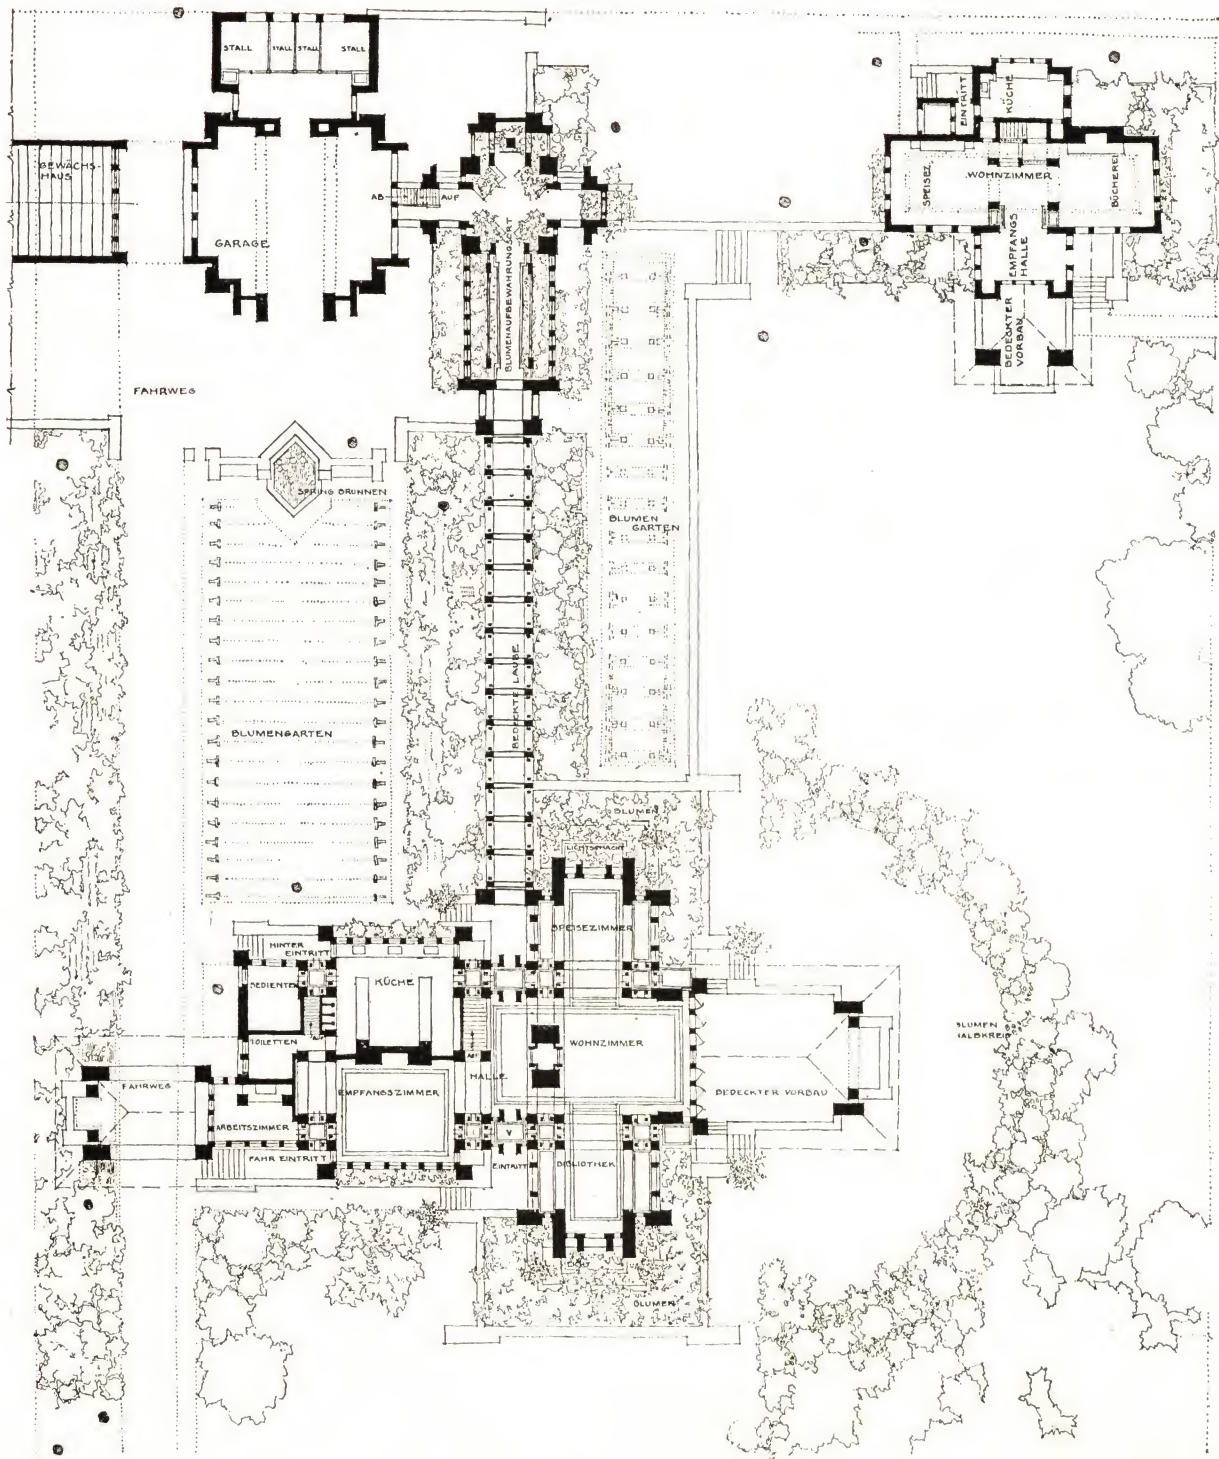 STALL
STALL
STALL
STALL
GEWÄCHS-
HAUS
GARAGE
AB
AUF
BLUMENAUFBEWAHRUNGSORT
FAHRWEG
EINTRITT
KÜCHE
SPEISEZ.
WOHNZIMMER
BÜCHEREI
EMPFANGS
HALLE
BEDECKTER
VORBAU
SPRING BRUNNEN
BLUMEN
GARTEN
BEDECKTE LAUBE
BLUMENGARTEN
BLUMEN
LICHTSCHACHT
SPEISEZIMMER
HINTER
EINTRITT
BEDIENTEN
KÜCHE
TOILETTEN
WOHNZIMMER
HALLE
BLUMEN
HALBKREIS
FAHRWEG
EMPFANGSZIMMER
BEDECKTER VORBAU
ARBEITSZIMMER
V
FAHR EINTRITT
EINTRITT
BIBLIOTHEK
BLUMEN